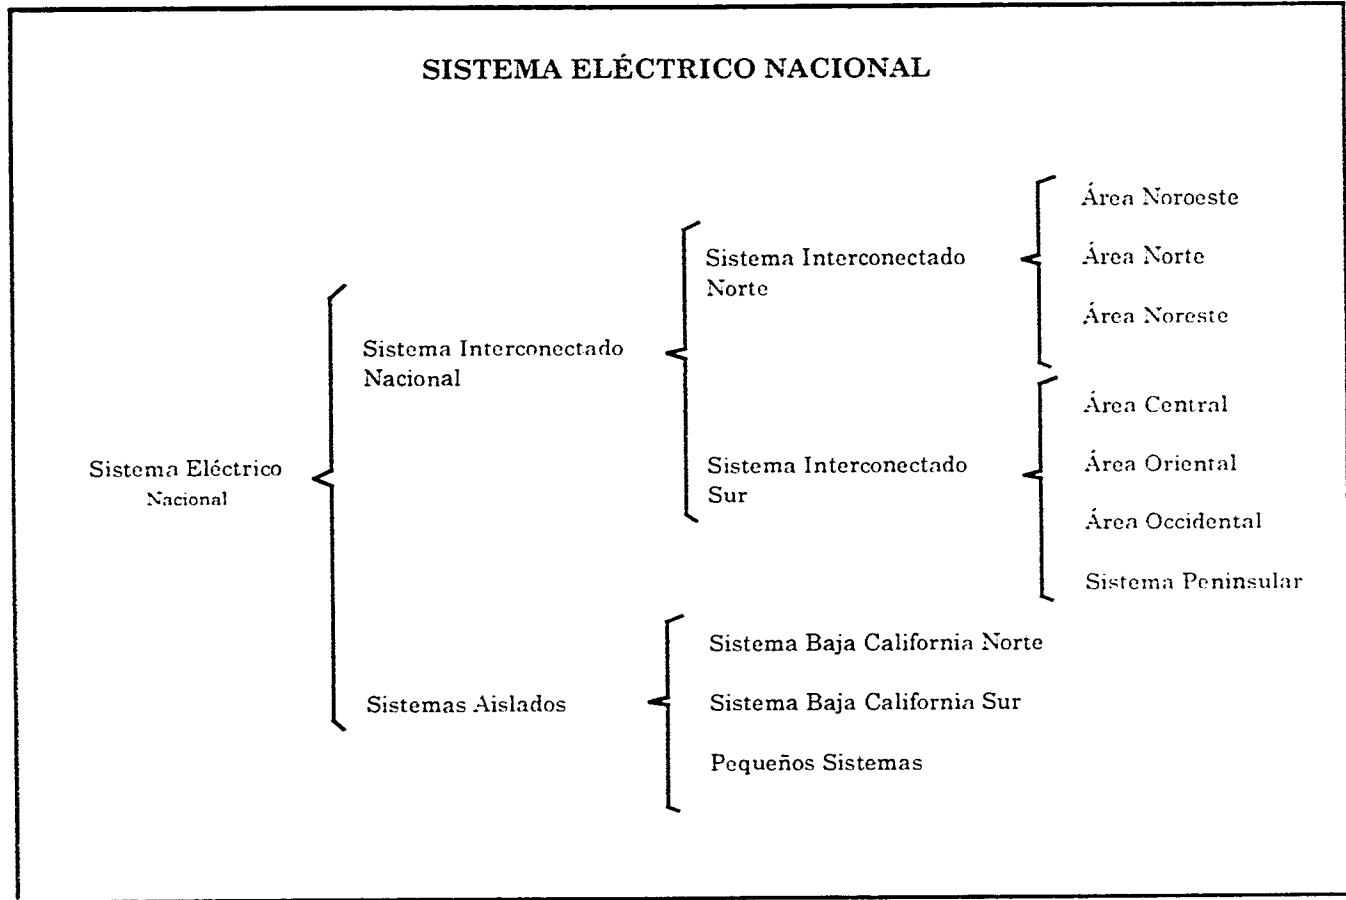 SISTEMA ELÉCTRICO NACIONAL
Sistema Eléctrico
Nacional
Sistema Interconectado
Nacional
Sistema Interconectado
Norte
Área Noroeste
Área Norte
Área Noreste
Sistema Interconectado
Sur
Área Central
Área Oriental
Área Occidental
Sistema Peninsular
Sistemas Aislados
Sistema Baja California Norte
Sistema Baja California Sur
Pequeños Sistemas